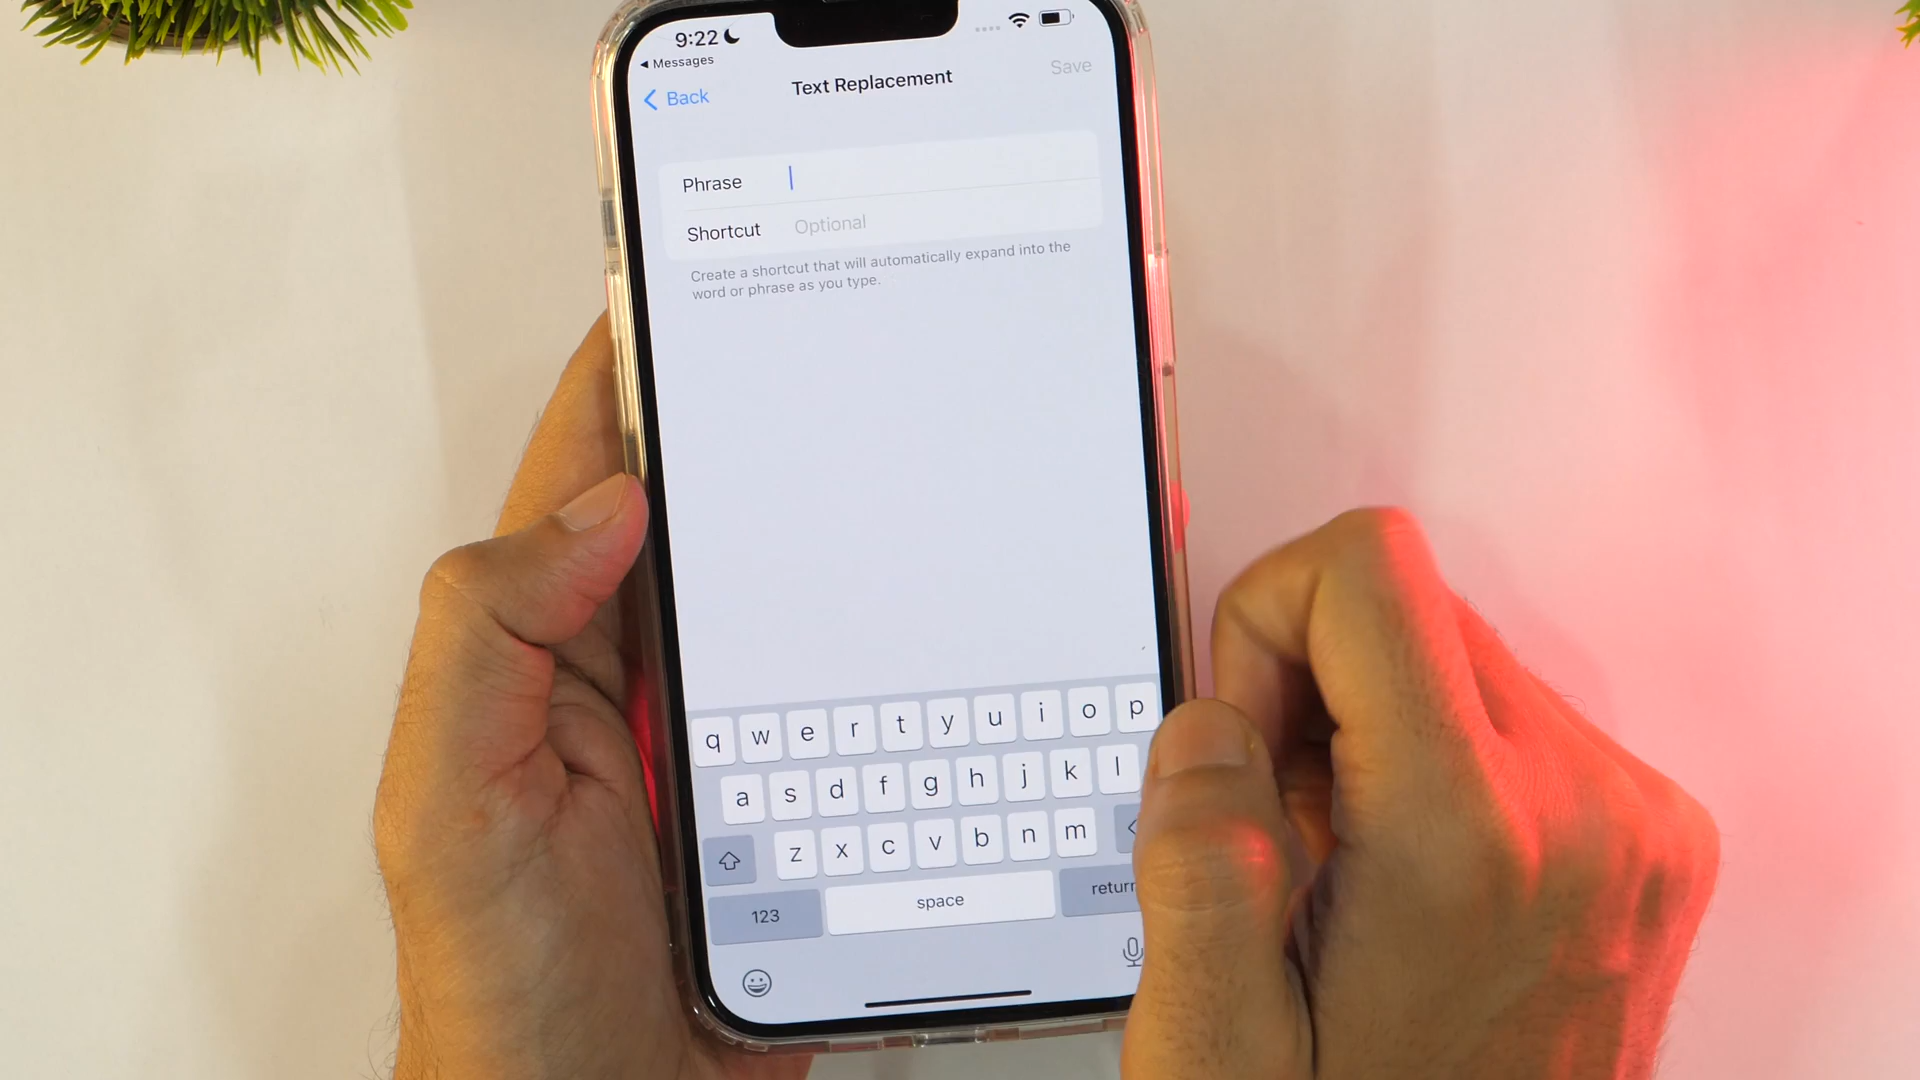 9:22
◀ Messages
Back
Text Replacement
Save
Phrase
Shortcut Optional
Create a shortcut that will automatically expand into the
word or phrase as you type.
q w e r t y u i o p
a s d f g h j k l
z x c v b n m
123 space return